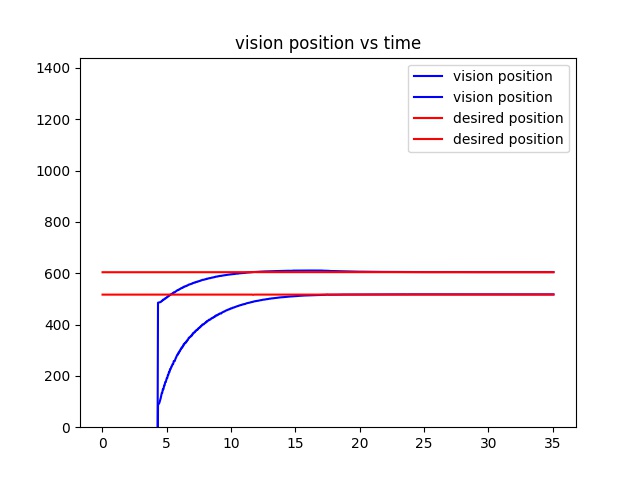 vision position vs time
vision position
vision position
desired position
desired position
1400
1200
1000
800
600
400
200
0
0 5 10 15 20 25 30 35